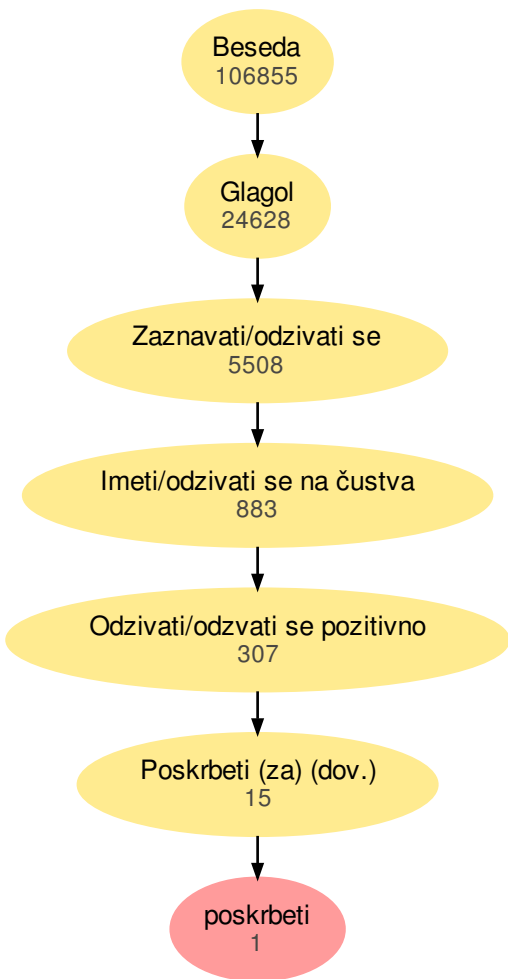 Beseda
106855
Glagol
24628
Zaznavati/odzivati se
5508
Imeti/odzivati se na čustva
883
Odzivati/odzvati se pozitivno
307
Poskrbeti (za) (dov.)
15
poskrbeti
1